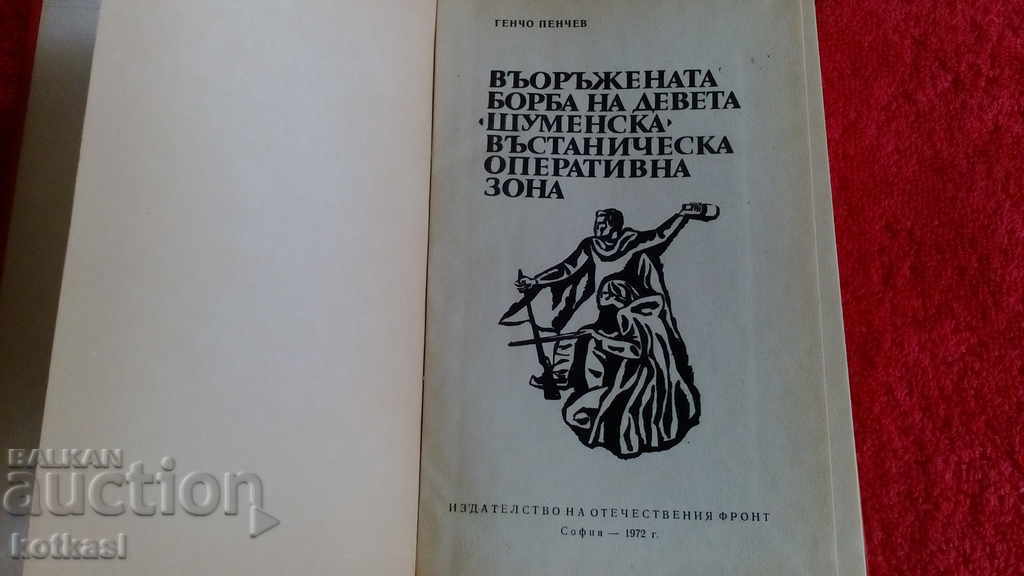 ГЕНЧО ПЕНЧЕВ
ВЪОРЪЖЕНАТА
БОРБА НА ДЕВЕТА
‹ШУМЕНСКА›
ВЪСТАНИЧЕСКА
ОПЕРАТИВНА
ЗОНА
ИЗДАТЕЛСТВО НА ОТЕЧЕСТВЕНИЯ ФРОНТ
София — 1972 г.
BALKAN
auction
kotkasl